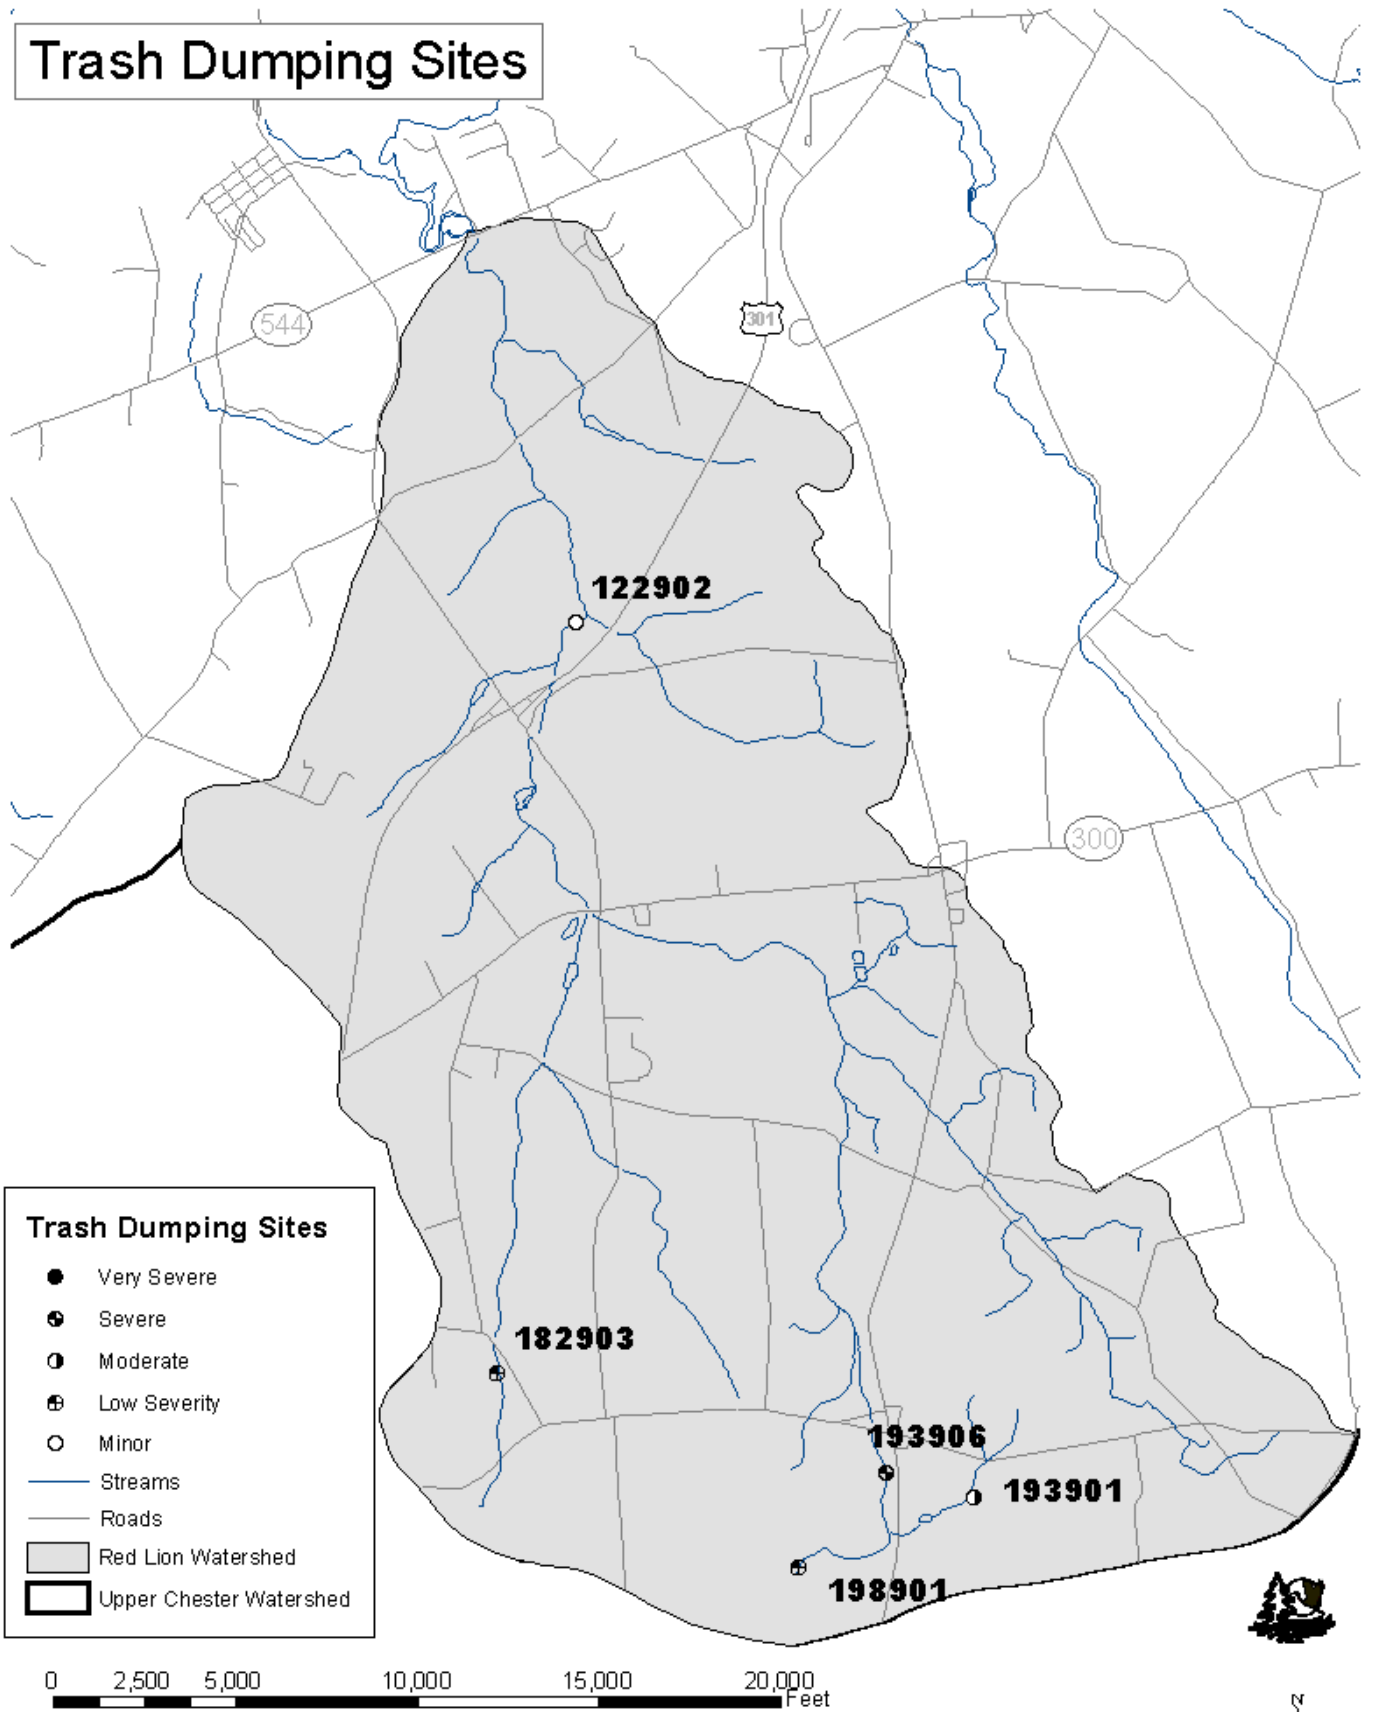 Trash Dumping Sites
544
301
122902
300
182903
193906
193901
198901
Trash Dumping Sites
Very Severe
Severe
Moderate
Low Severity
Minor
Streams
Roads
Red Lion Watershed
Upper Chester Watershed
0 2,500 5,000 10,000 15,000 20,000
Feet
N